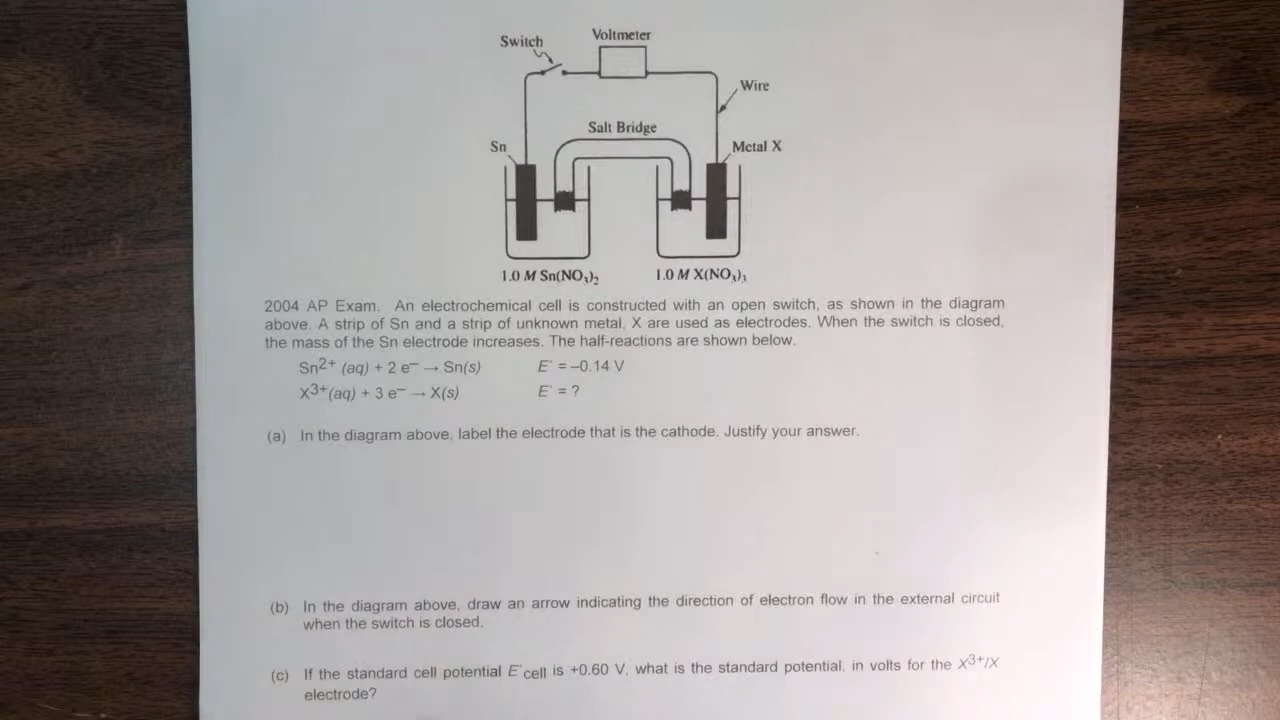 Voltmeter
Switch
Wire
Salt Bridge
Sn
Metal X
1.0 M Sn(NO₃)₂
1.0 M X(NO₃)₃
2004 AP Exam. An electrochemical cell is constructed with an open switch, as shown in the diagram
above. A strip of Sn and a strip of unknown metal, X are used as electrodes. When the switch is closed,
the mass of the Sn electrode increases. The half-reactions are shown below.
Sn2+ (aq) + 2 e– → Sn(s) E° = –0.14 V
X3+(aq) + 3 e– → X(s) E° = ?
(a) In the diagram above, label the electrode that is the cathode. Justify your answer.
(b) In the diagram above, draw an arrow indicating the direction of electron flow in the external circuit
when the switch is closed.
(c) If the standard cell potential E°cell is +0.60 V, what is the standard potential, in volts for the X3+/X
electrode?